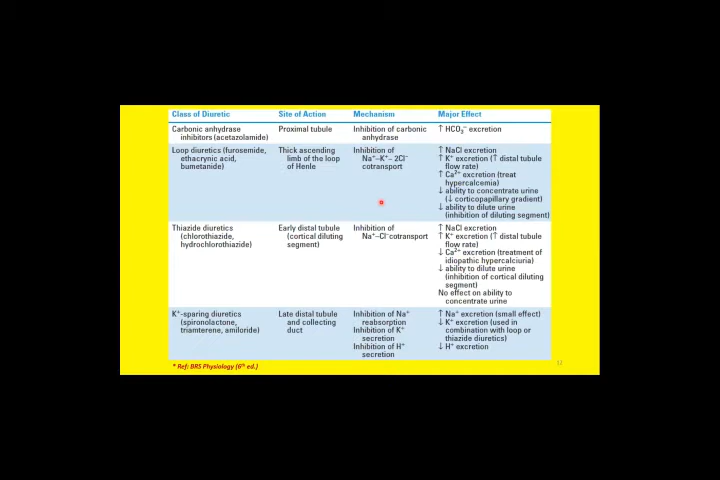 Class of Diuretic Site of Action Mechanism Major Effect
Carbonic anhydrase inhibitors (acetazolamide) Proximal tubule Inhibition of carbonic anhydrase ↑ HCO3− excretion
Loop diuretics (furosemide, ethacrynic acid, bumetanide) Thick ascending limb of the loop of Henle Inhibition of Na+–K+–2Cl− cotransport ↑ NaCl excretion
↑ K+ excretion (↑ distal tubule flow rate)
↑ Ca2+ excretion (treat hypercalcemia)
↓ ability to concentrate urine (↓ corticopapillary gradient)
↓ ability to dilute urine (inhibition of diluting segment)
Thiazide diuretics (chlorothiazide, hydrochlorothiazide) Early distal tubule (cortical diluting segment) Inhibition of Na+–Cl− cotransport ↑ NaCl excretion
↑ K+ excretion (↑ distal tubule flow rate)
↓ Ca2+ excretion (treatment of idiopathic hypercalciuria)
↓ ability to dilute urine (inhibition of cortical diluting segment)
No effect on ability to concentrate urine
K+-sparing diuretics (spironolactone, triamterene, amiloride) Late distal tubule and collecting duct Inhibition of Na+ reabsorption
Inhibition of K+ secretion
Inhibition of H+ secretion
↑ Na+ excretion (small effect)
↓ K+ excretion (used in combination with loop or thiazide diuretics)
↓ H+ excretion
* Ref: BRS Physiology (6th ed.)